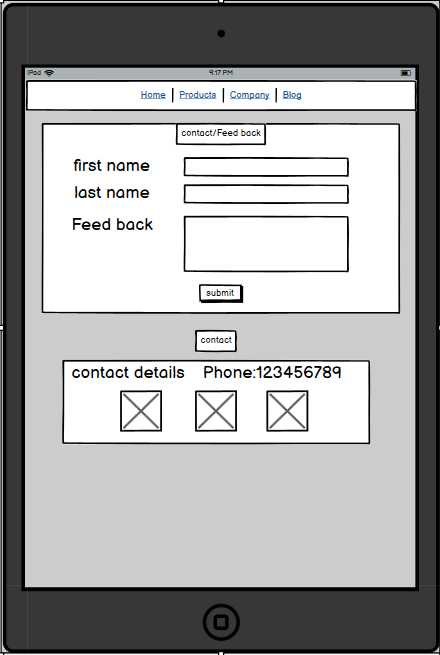 iPad 9:17 PM
Home Products Company Blog
contact/Feed back
first name
last name
Feed back
submit
contact
contact details Phone:123456789